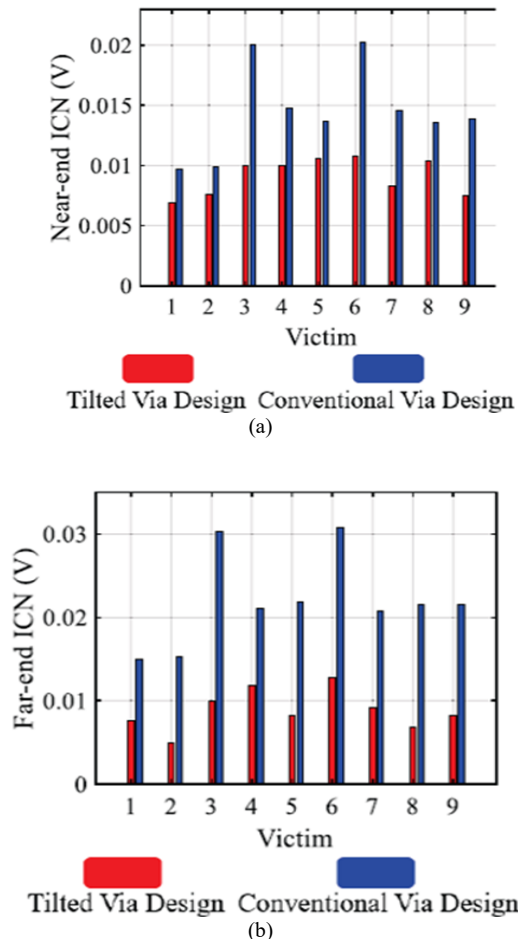 0.02
0.015
0.01
0.005
0
Near-end ICN (V)
1 2 3 4 5 6 7 8 9
Victim
Tilted Via Design Conventional Via Design
(a)
0.03
0.02
0.01
0
Far-end ICN (V)
1 2 3 4 5 6 7 8 9
Victim
Tilted Via Design Conventional Via Design
(b)